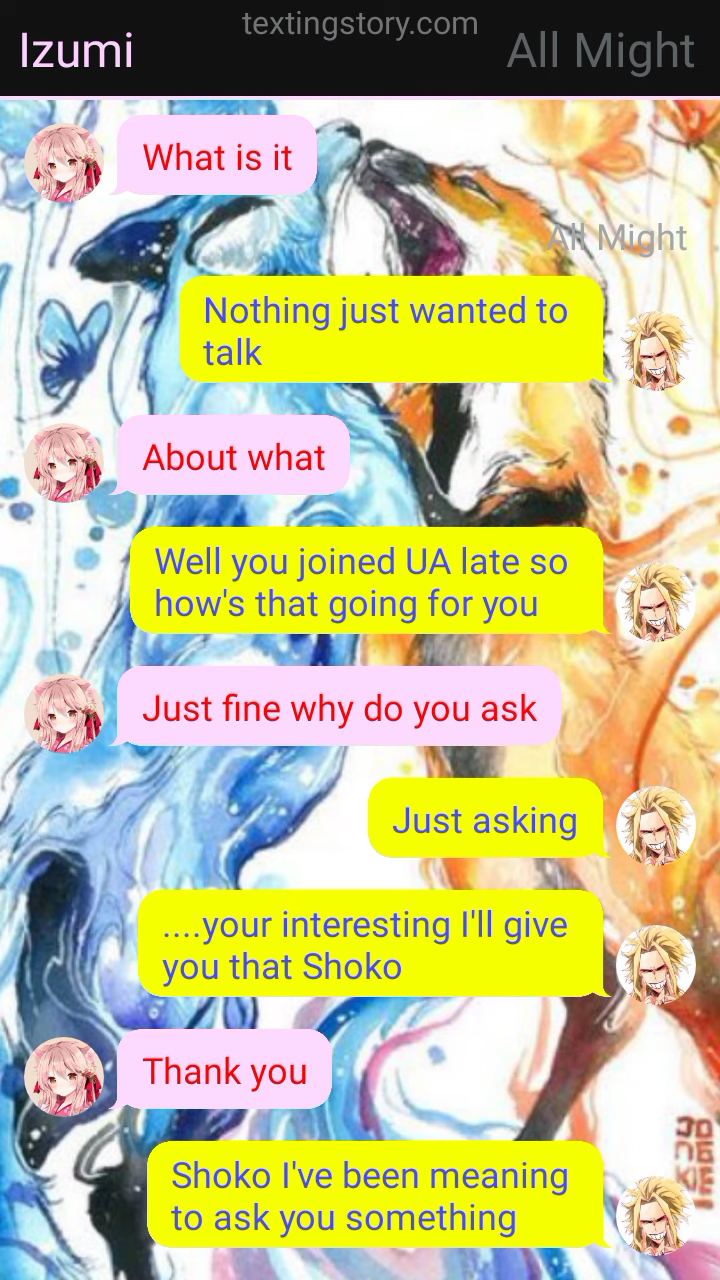 textingstory.com
Izumi
All Might
What is it
All Might
Nothing just wanted to
talk
About what
Well you joined UA late so
how's that going for you
Just fine why do you ask
Just asking
....your interesting I'll give
you that Shoko
Thank you
Shoko I've been meaning
to ask you something